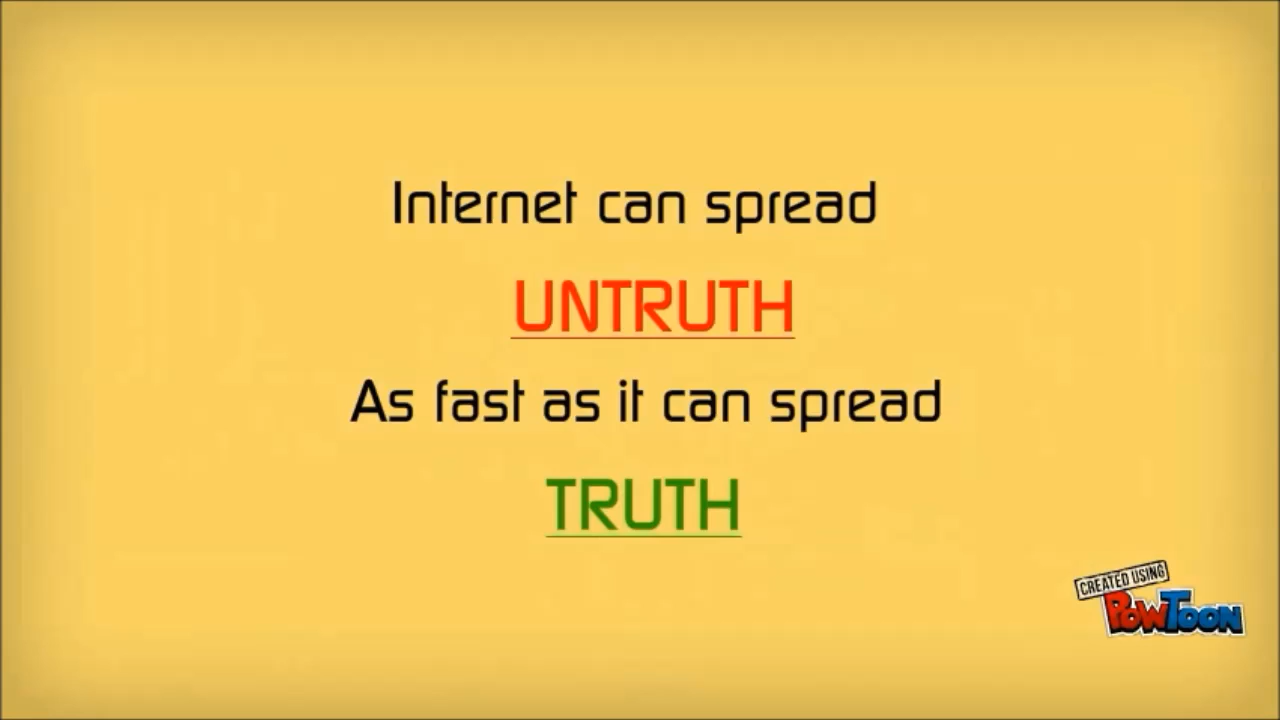 Internet can spread
UNTRUTH
As fast as it can spread
TRUTH
CREATED USING
POWTOON